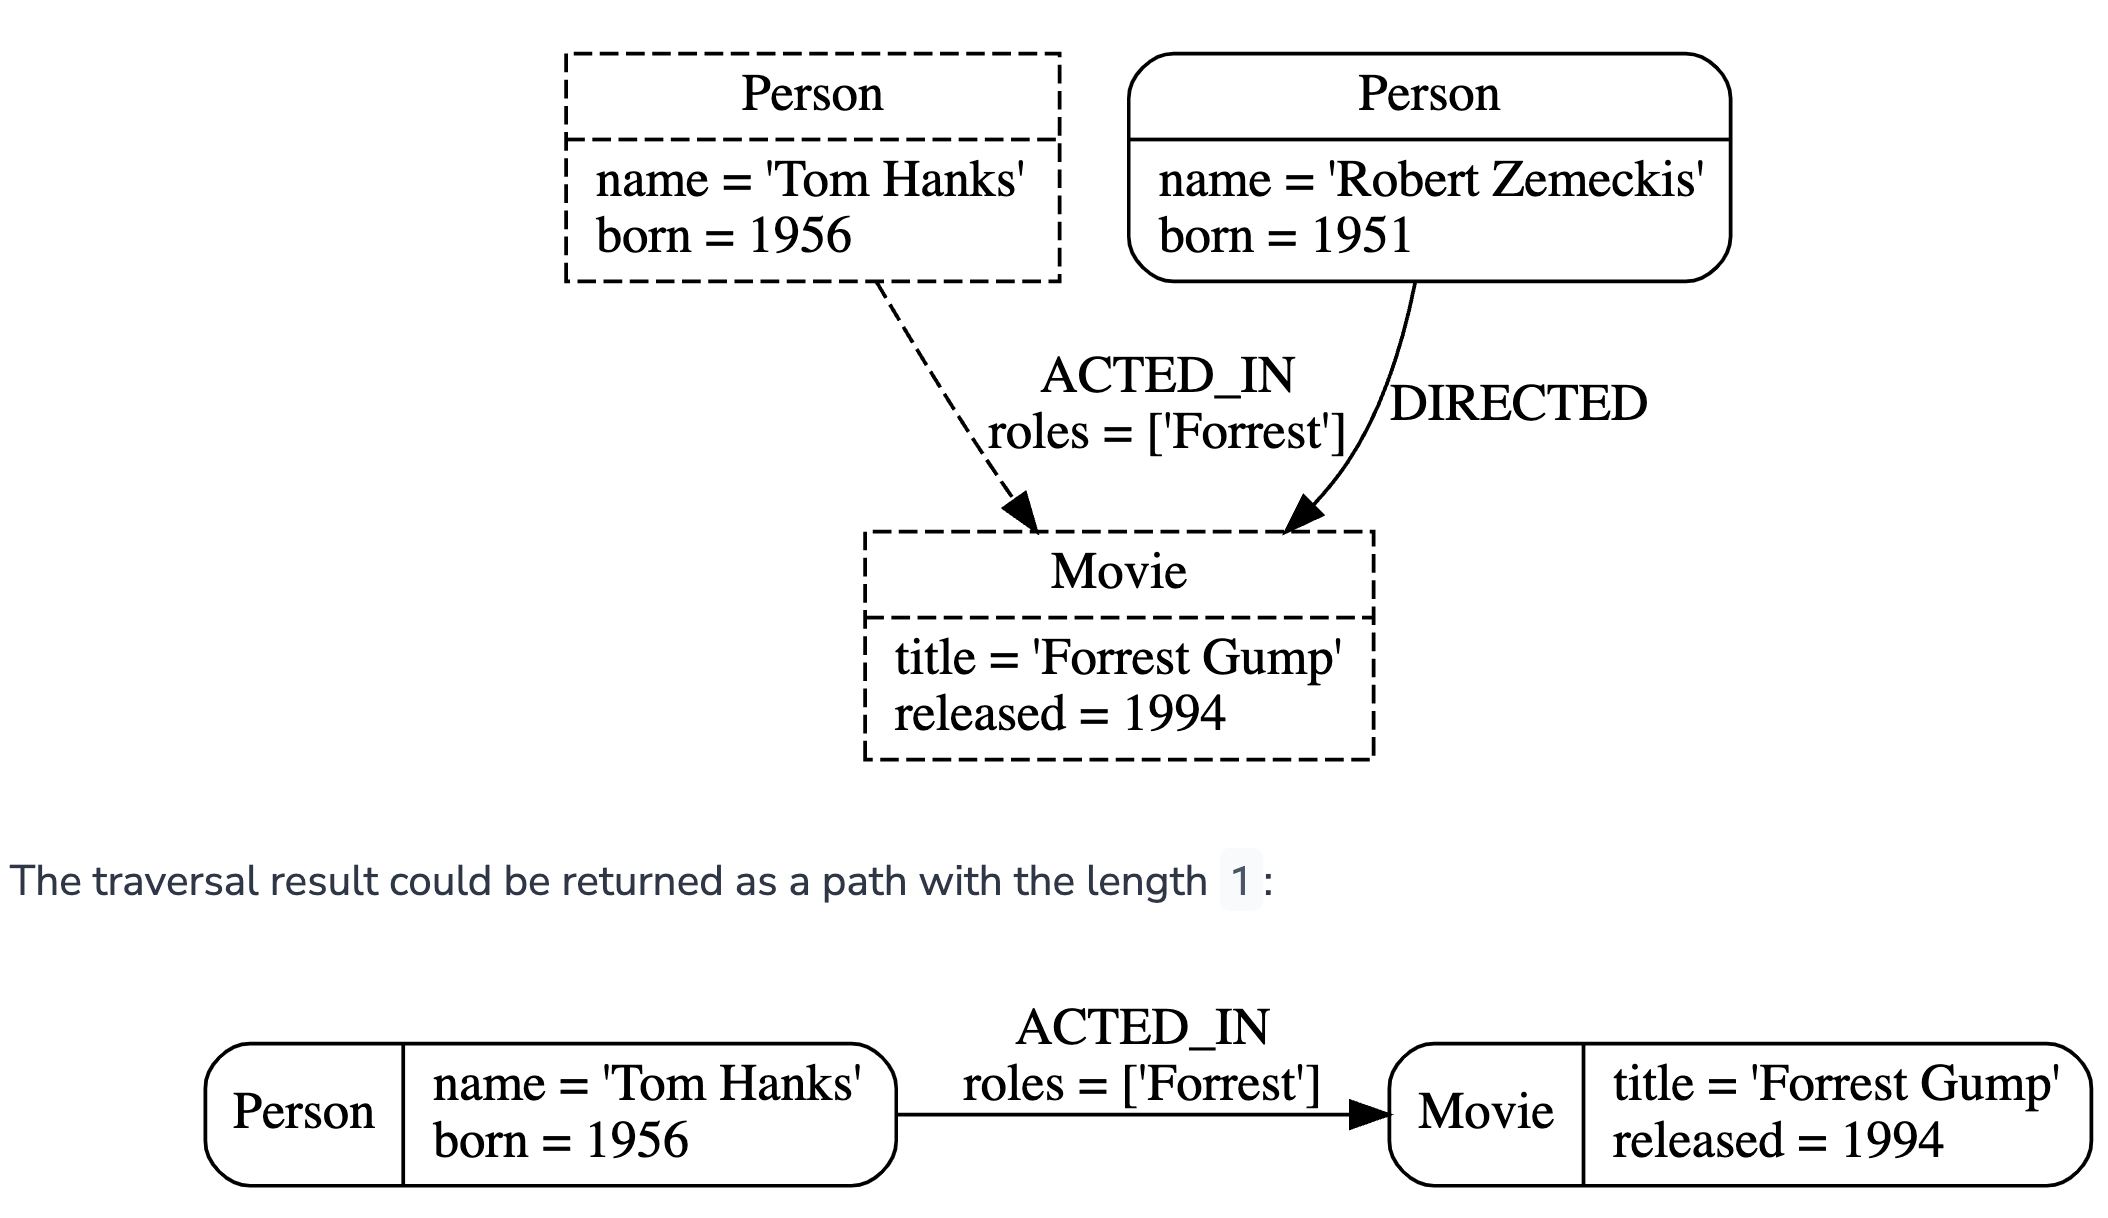 Person
name = 'Tom Hanks'
born = 1956
Person
name = 'Robert Zemeckis'
born = 1951
ACTED_IN
roles = ['Forrest']
DIRECTED
Movie
title = 'Forrest Gump'
released = 1994
The traversal result could be returned as a path with the length 1:
ACTED_IN
roles = ['Forrest']
Person
name = 'Tom Hanks'
born = 1956
Movie
title = 'Forrest Gump'
released = 1994